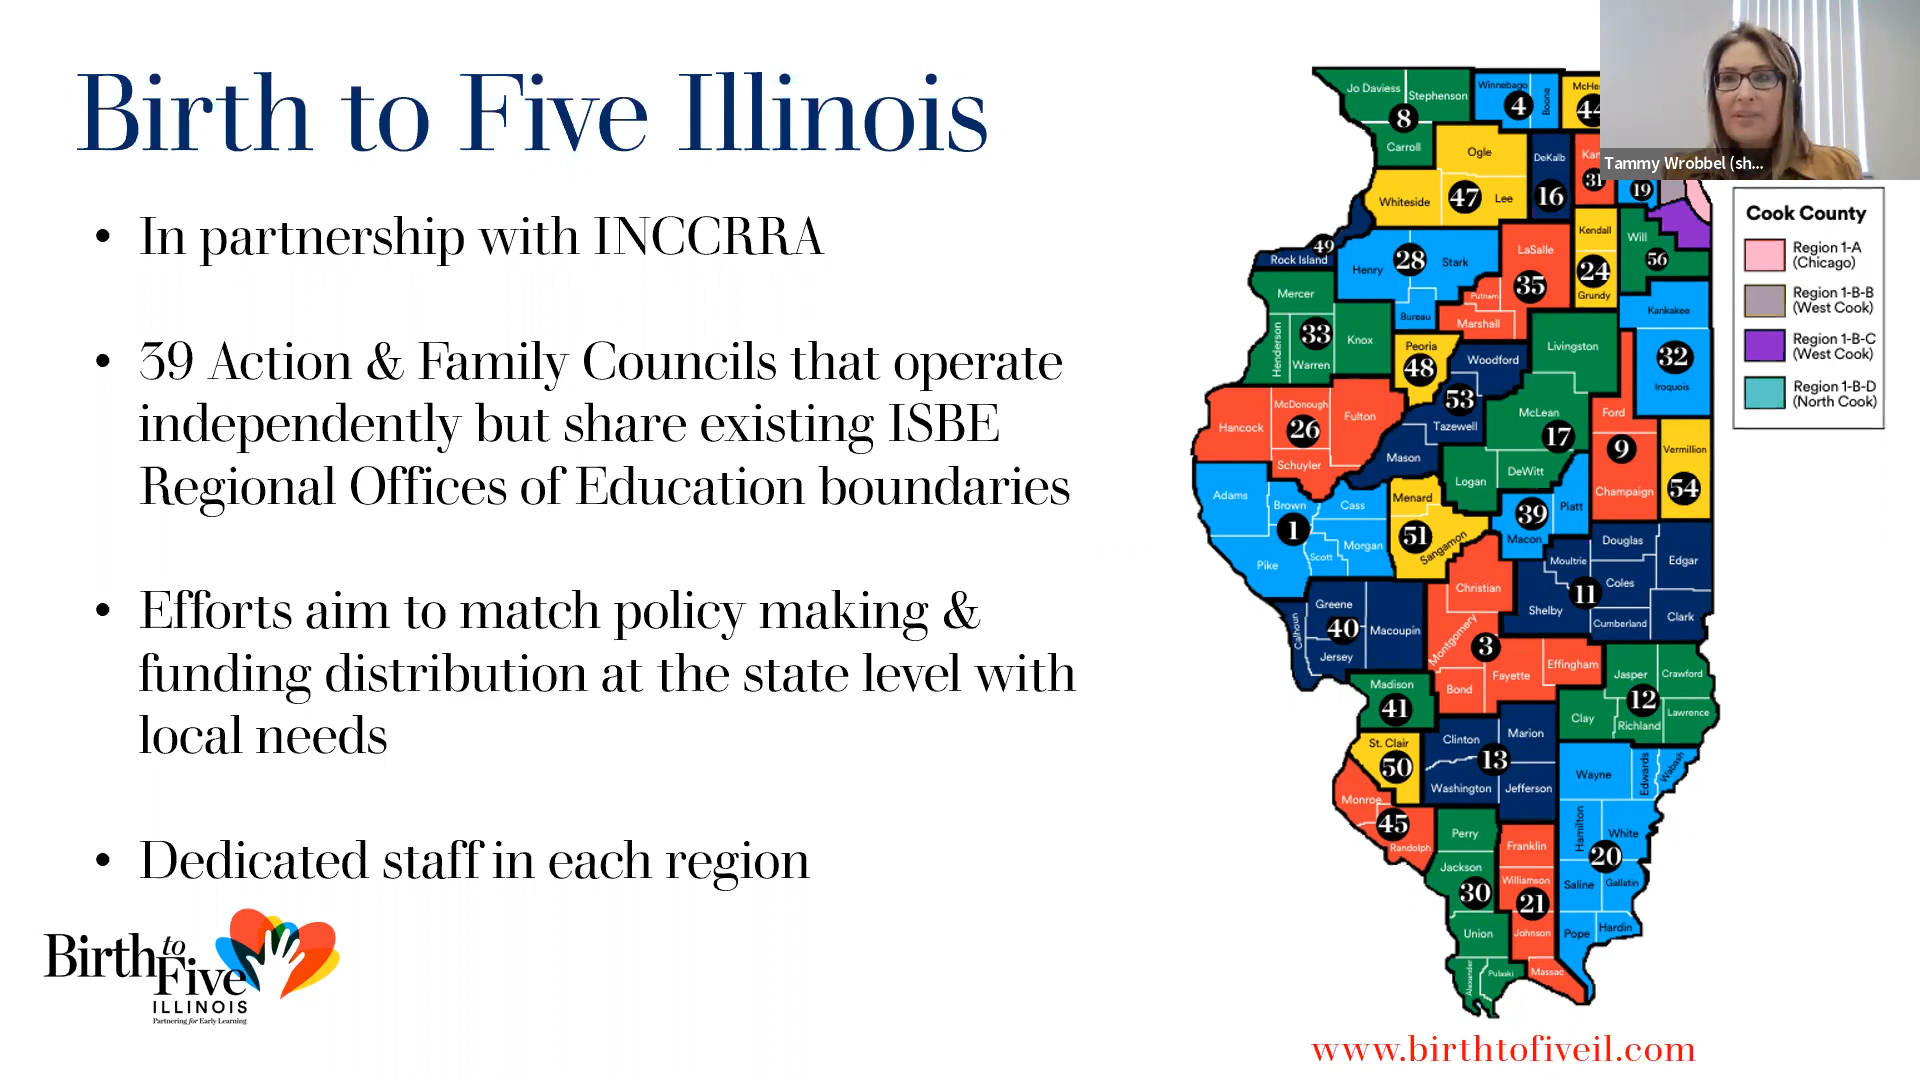 Birth to Five Illinois
• In partnership with INCCRRA
• 39 Action & Family Councils that operate
independently but share existing ISBE
Regional Offices of Education boundaries
• Efforts aim to match policy making &
funding distribution at the state level with
local needs
• Dedicated staff in each region
Birth to Five
ILLINOIS
Partnering for Early Learning
Tammy Wrobbel (sh...
Jo Daviess
Stephenson
8
Carroll
Winnebago
4
Boone
McHe
44
Ogle
47
Whiteside
Lee
DeKalb
16
Kan
31
19
49
Rock Island
Henry
28
Stark
Bureau
LaSalle
35
Putnam
Marshall
Kendall
24
Grundy
Will
56
Mercer
33
Henderson
Warren
Knox
Peoria
48
Woodford
53
Tazewell
Mason
Livingston
McLean
17
DeWitt
Logan
Kankakee
32
Iroquois
Ford
9
Champaign
Vermillion
54
Hancock
McDonough
26
Fulton
Schuyler
Adams
Brown
1
Cass
Morgan
Scott
Pike
Menard
51
Sangamon
39
Macon
Piatt
Douglas
Moultrie
Edgar
Coles
11
Shelby
Cumberland
Clark
Christian
Montgomery
3
Fayette
Effingham
Bond
Greene
40
Calhoun
Jersey
Macoupin
Madison
41
Jasper
Crawford
12
Clay
Richland
Lawrence
St. Clair
50
Clinton
Marion
13
Washington
Jefferson
Monroe
45
Randolph
Wayne
Edwards
Wabash
Hamilton
White
20
Saline
Gallatin
Pope
Hardin
Perry
Jackson
30
Union
Alexander
Pulaski
Franklin
Williamson
21
Johnson
Massac
Cook County
Region 1-A
(Chicago)
Region 1-B-B
(West Cook)
Region 1-B-C
(West Cook)
Region 1-B-D
(North Cook)
www.birthtofiveil.com